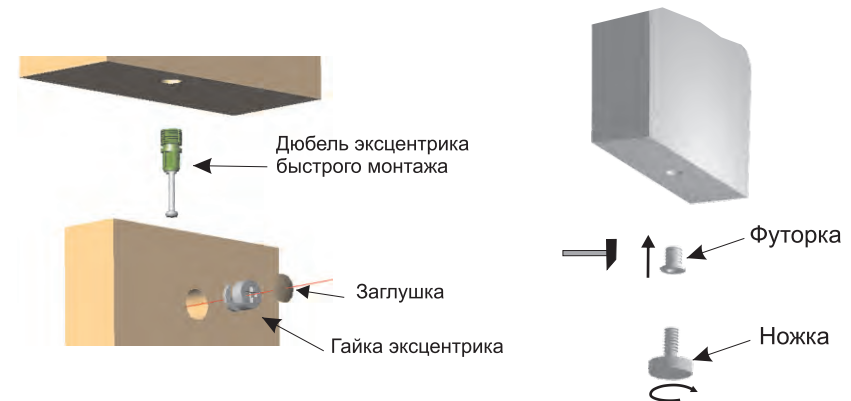 Дюбель эксцентрика
быстрого монтажа
Заглушка
Гайка эксцентрика
Футорка
Ножка